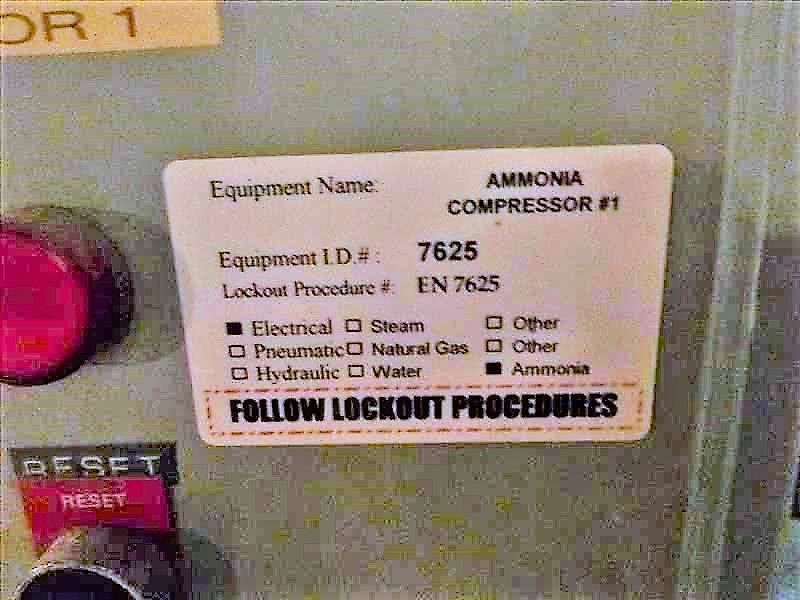 OR 1
Equipment Name: AMMONIA
COMPRESSOR #1
Equipment I.D.# : 7625
Lockout Procedure #: EN 7625
Electrical Steam Other
Pneumatic Natural Gas Other
Hydraulic Water Ammonia
FOLLOW LOCKOUT PROCEDURES
RESET
RESET